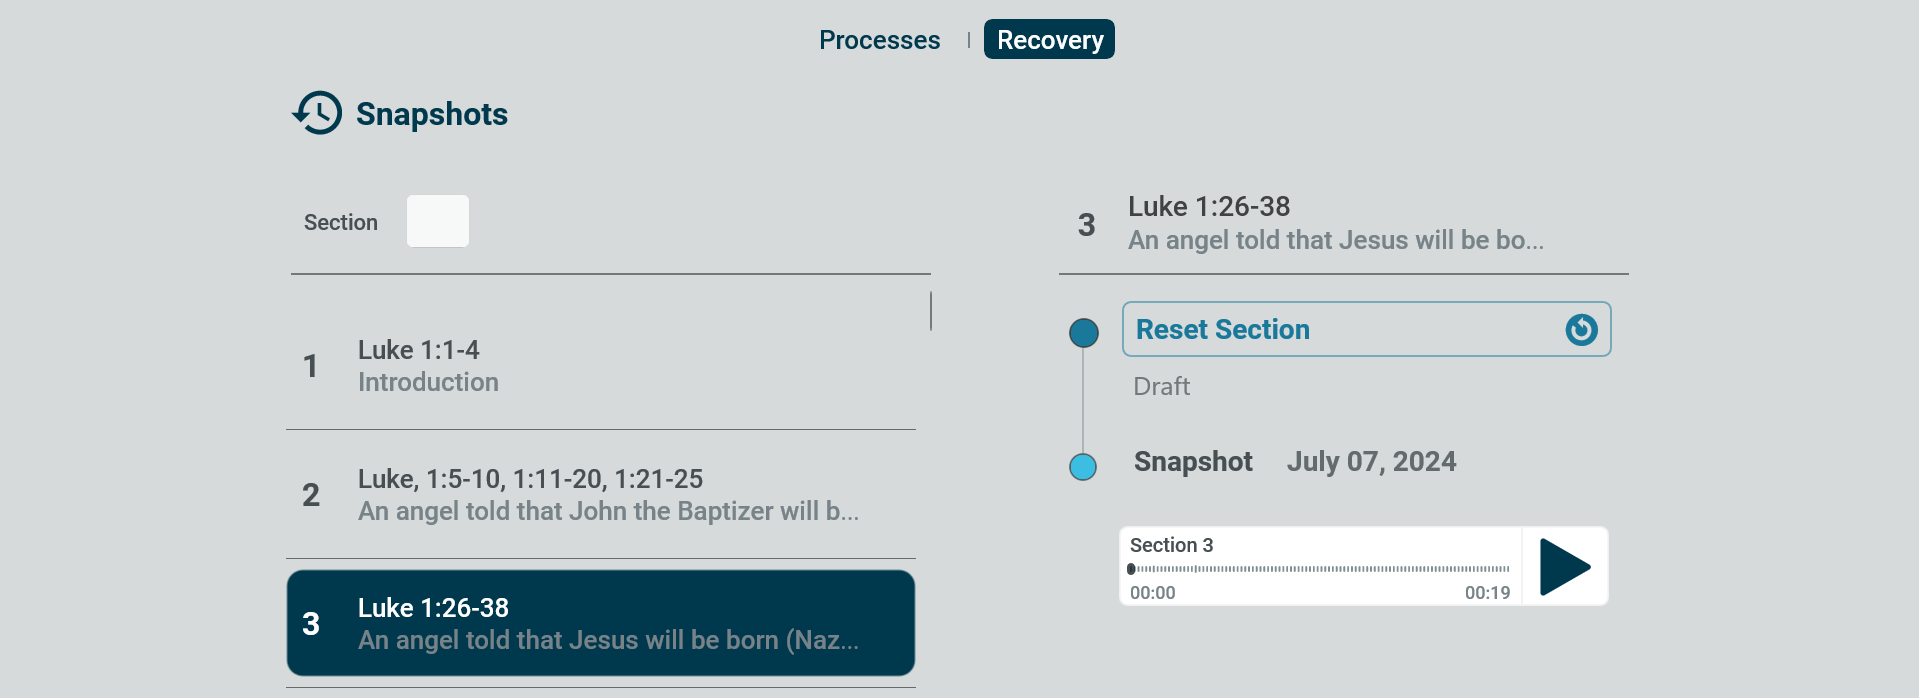 Processes | Recovery
Snapshots
Section
1
Luke 1:1-4
Introduction
2
Luke, 1:5-10, 1:11-20, 1:21-25
An angel told that John the Baptizer will b...
3
Luke 1:26-38
An angel told that Jesus will be born (Naz...
3
Luke 1:26-38
An angel told that Jesus will be bo...
Reset Section
Draft
Snapshot July 07, 2024
Section 3
00:00 00:19